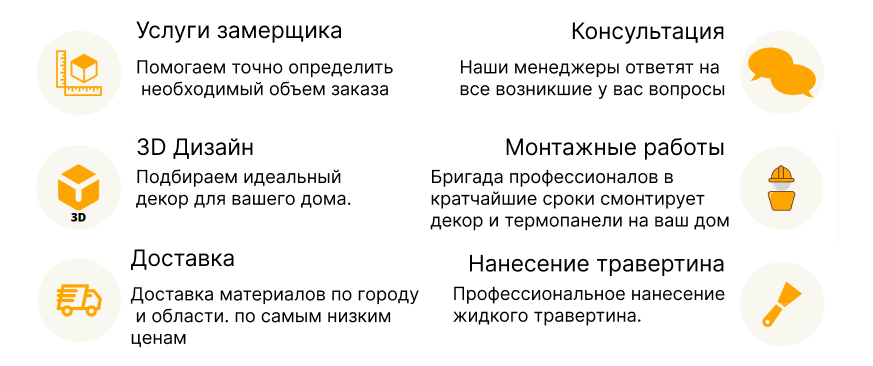 Услуги замерщика
Помогаем точно определить
необходимый объем заказа
Консультация
Наши менеджеры ответят на
все возникшие у вас вопросы
3D Дизайн
Подбираем идеальный
декор для вашего дома.
3D
Монтажные работы
Бригада профессионалов в
кратчайшие сроки смонтирует
декор и термопанели на ваш дом
Доставка
Доставка материалов по городу
и области. по самым низким
ценам
Нанесение травертина
Профессиональное нанесение
жидкого травертина.